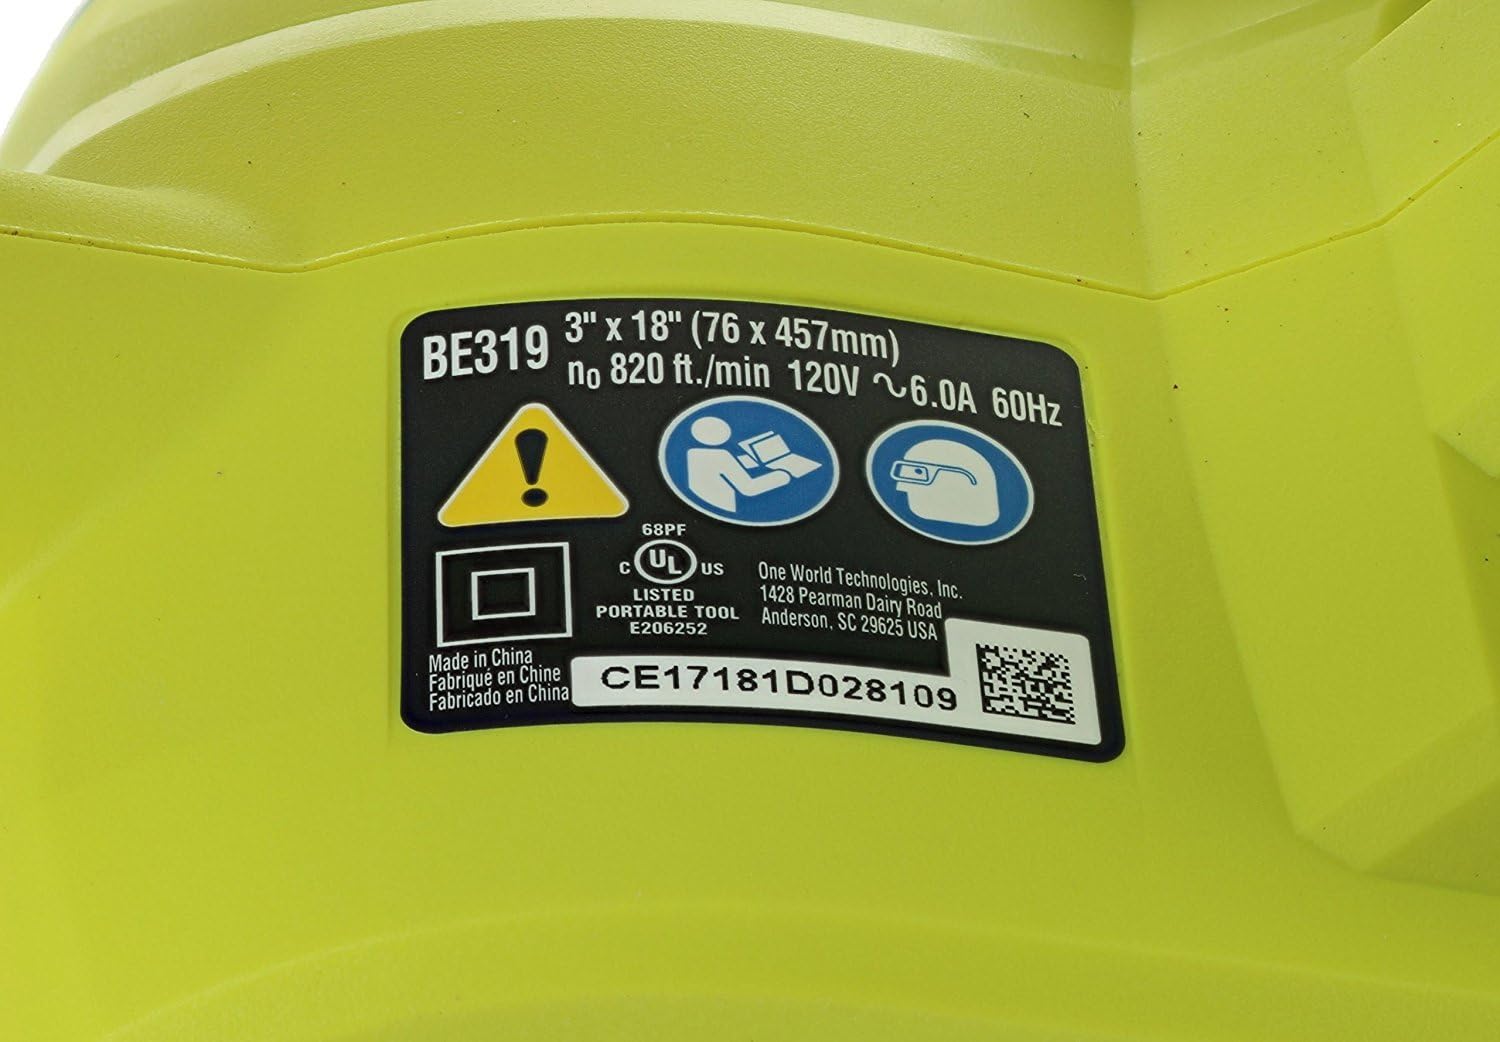 BE319 3" x 18" (76 x 457mm)
n₀ 820 ft./min 120V ∿6.0A 60Hz
68PF
C UL US
LISTED
PORTABLE TOOL
E206252
One World Technologies, Inc.
1428 Pearman Dairy Road
Anderson, SC 29625 USA
Made in China
Fabriqué en Chine
Fabricado en China
CE17181D028109